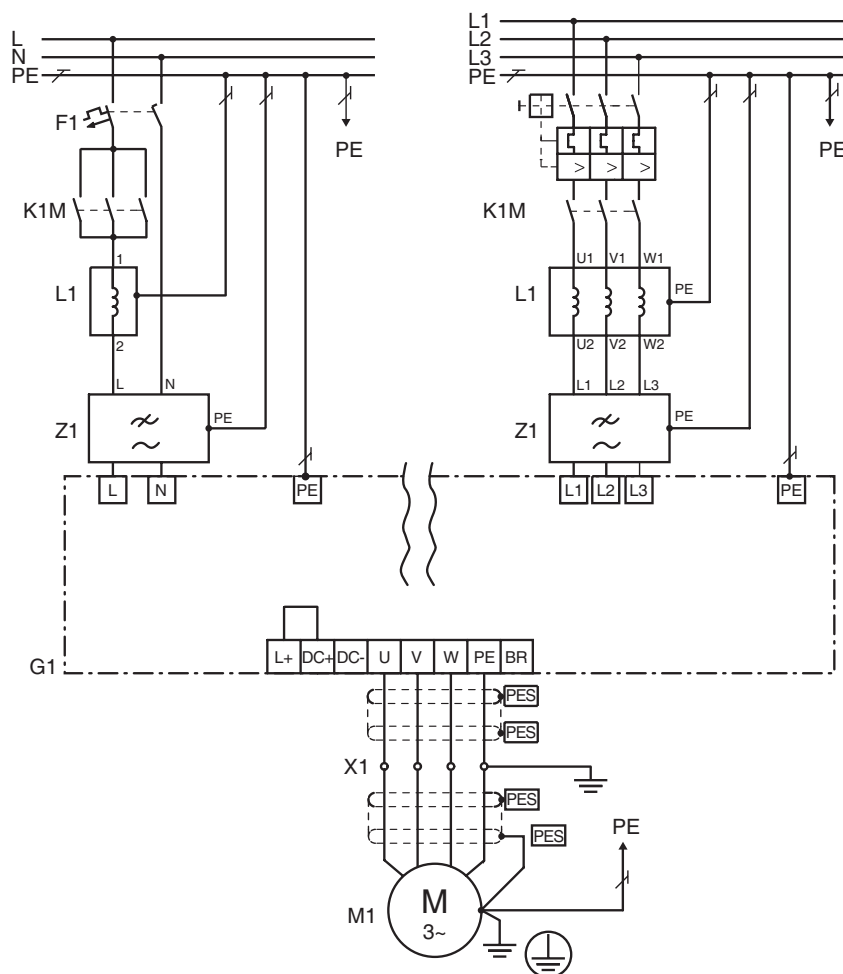 L1
L L2
N L3
PE PE
F1
PE PE
K1M K1M
1 U1 V1 W1
L1 L1 PE
2 U2 V2 W2
L N L1 L2 L3
PE PE
Z1 Z1
L N PE L1 L2 L3 PE
G1 L+ DC+ DC- U V W PE BR
PES
PES
X1
PES
PES PE
M1 M
3~